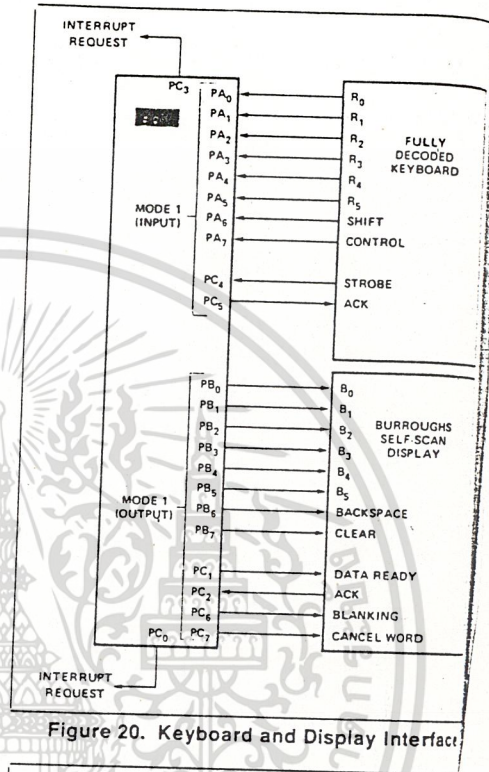 INTERRUPT
REQUEST
PC3
PA0 R0
PA1 R1
PA2 R2
PA3 R3
PA4 R4
PA5 R5
PA6 SHIFT
PA7 CONTROL
MODE 1
(INPUT)
FULLY
DECODED
KEYBOARD
PC4 STROBE
PC5 ACK
PB0 B0
PB1 B1
PB2 B2
PB3 B3
PB4 B4
PB5 B5
PB6 BACKSPACE
PB7 CLEAR
MODE 1
(OUTPUT)
BURROUGHS
SELF-SCAN
DISPLAY
PC1 DATA READY
PC2 ACK
PC6 BLANKING
PC7 CANCEL WORD
PC0
INTERRUPT
REQUEST
Figure 20. Keyboard and Display Interface